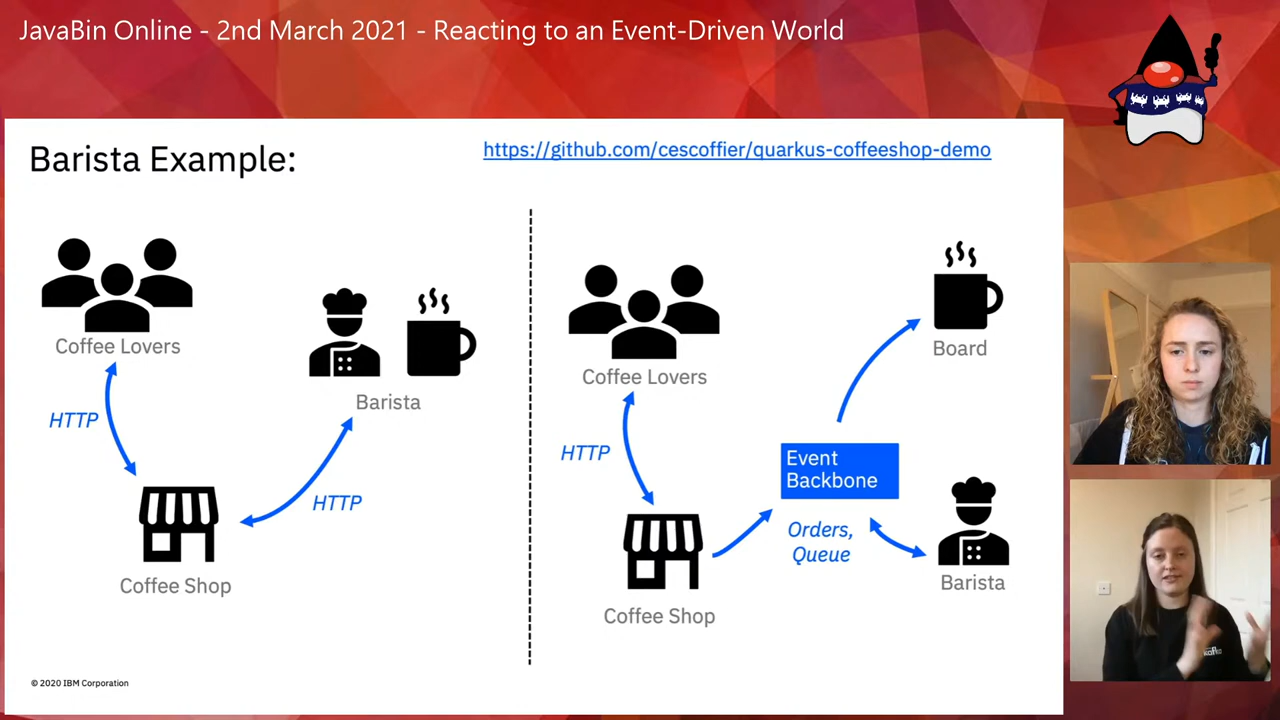 JavaBin Online - 2nd March 2021 - Reacting to an Event-Driven World
Barista Example:
https://github.com/cescoffier/quarkus-coffeeshop-demo
Coffee Lovers
HTTP
Barista
HTTP
Coffee Shop
Coffee Lovers
HTTP
Board
Event
Backbone
Orders,
Queue
Barista
Coffee Shop
© 2020 IBM Corporation